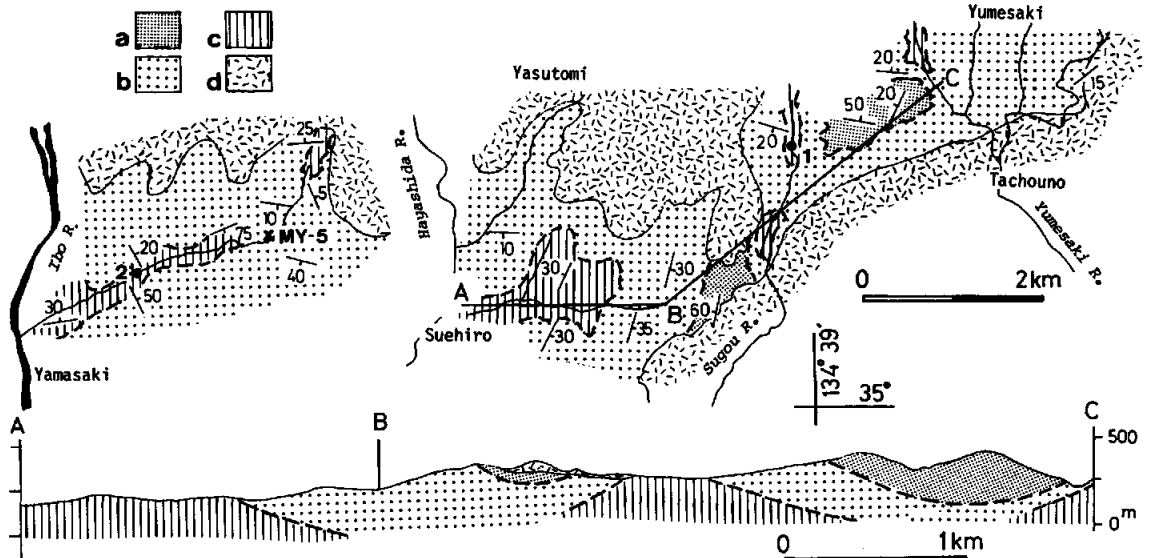 a
c
b
d
Yasutomi
Yumesaki
Hayashida R.
Ibo R.
25
75
10
MY-5
75
20
2
40
30
50
Yamasaki
20
C
20
50
15
20
1
Tachouno
Yumesaki R.
10
30
30
A
B
60
35
30
Suehiro
Sugou R.
0 2km
134° 39'
35°
A
B
C
500
0 m
0 1km